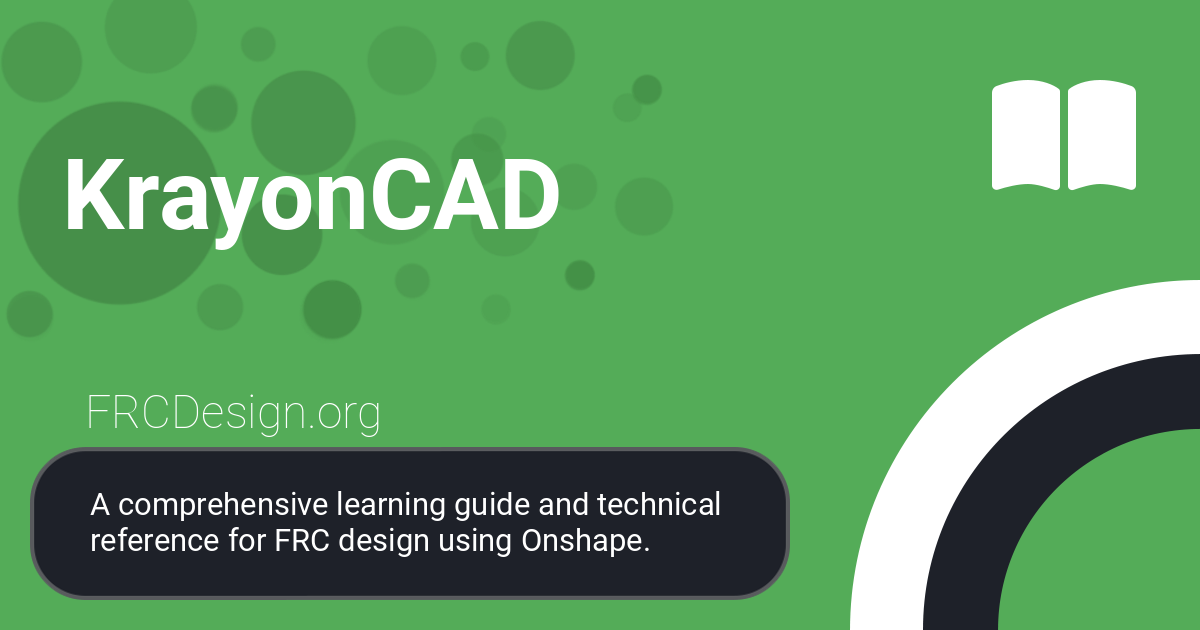 KrayonCAD
FRCDesign.org
A comprehensive learning guide and technical
reference for FRC design using Onshape.